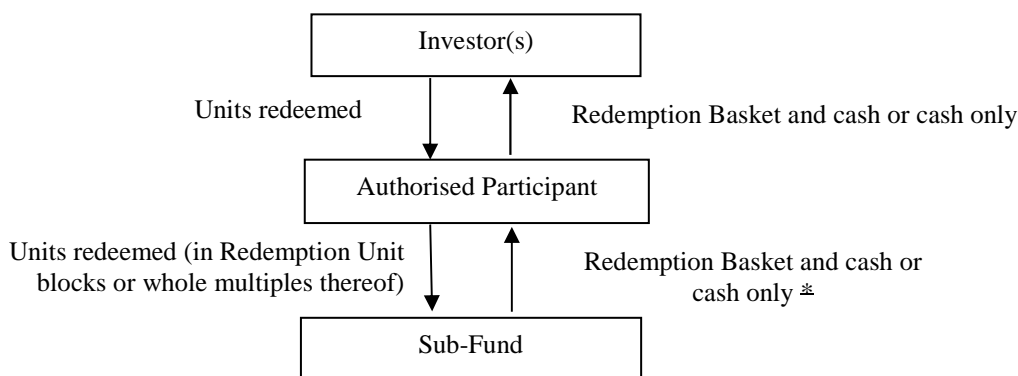 Investor(s)
Units redeemed
Redemption Basket and cash or cash only
Authorised Participant
Units redeemed (in Redemption Unit
blocks or whole multiples thereof)
Redemption Basket and cash or
cash only *
Sub-Fund